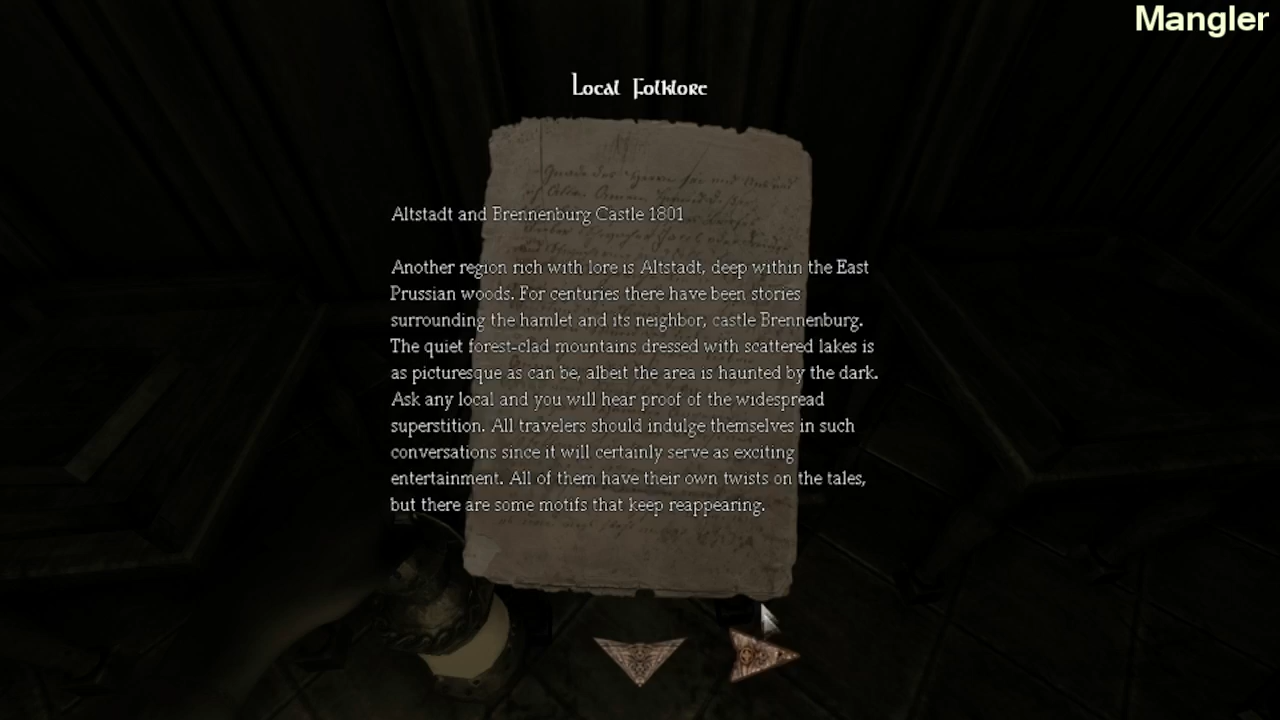 Mangler
Local Folklore
Altstadt and Brennenburg Castle 1801
Another region rich with lore is Altstadt, deep within the East
Prussian woods. For centuries there have been stories
surrounding the hamlet and its neighbor, castle Brennenburg.
The quiet forest-clad mountains dressed with scattered lakes is
as picturesque as can be, albeit the area is haunted by the dark.
Ask any local and you will hear proof of the widespread
superstition. All travelers should indulge themselves in such
conversations since it will certainly serve as exciting
entertainment. All of them have their own twists on the tales,
but there are some motifs that keep reappearing.